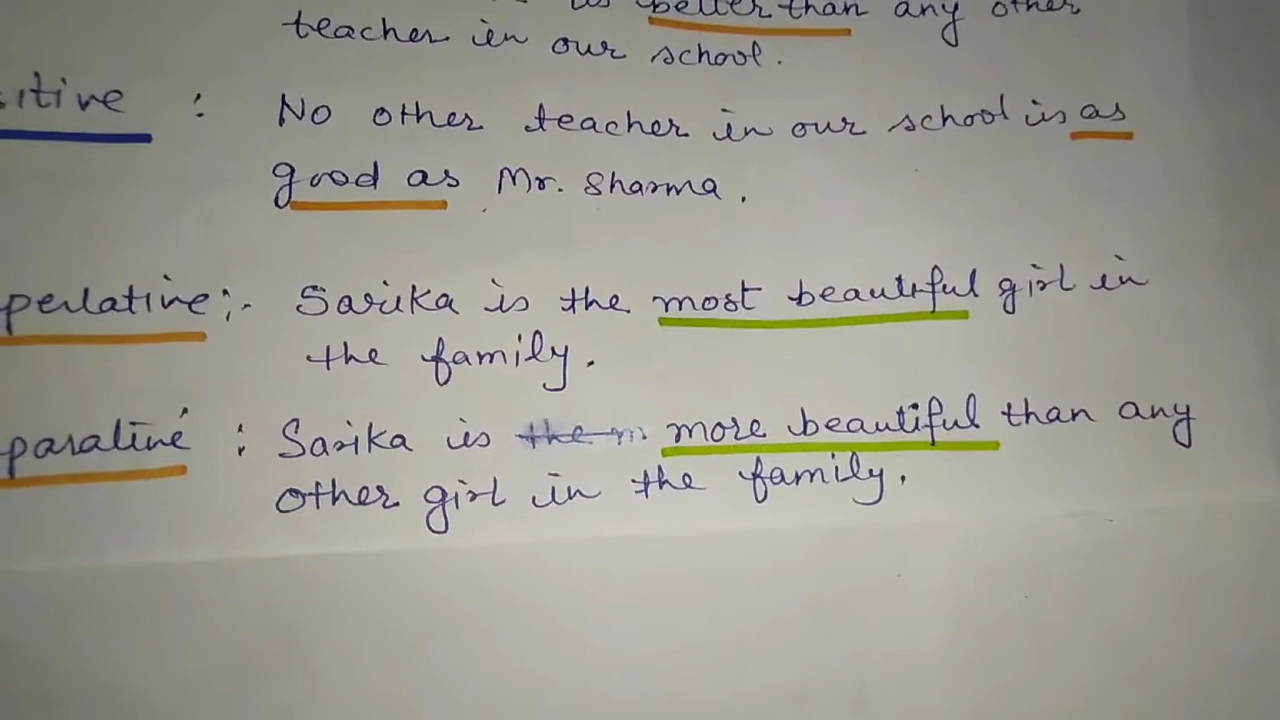 is better than any other
teacher in our school.
itive : No other teacher in our school is as
good as Mr. Sharma.
perlative :- Sarika is the most beautiful girl in
the family.
parative : Sarika is the m more beautiful than any
other girl in the family.